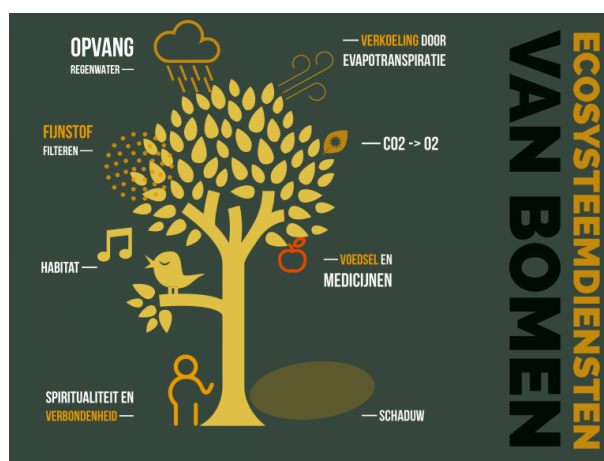 OPVANG
REGENWATER —
— VERKOELING DOOR
EVAPOTRANSPIRATIE
FIJNSTOF
FILTEREN —
— CO2 -> O2
HABITAT —
— VOEDSEL EN
MEDICIJNEN
SPIRITUALITEIT EN
VERBONDENHEID —
— SCHADUW
ECOSYSTEEMDIENSTEN
VAN BOMEN